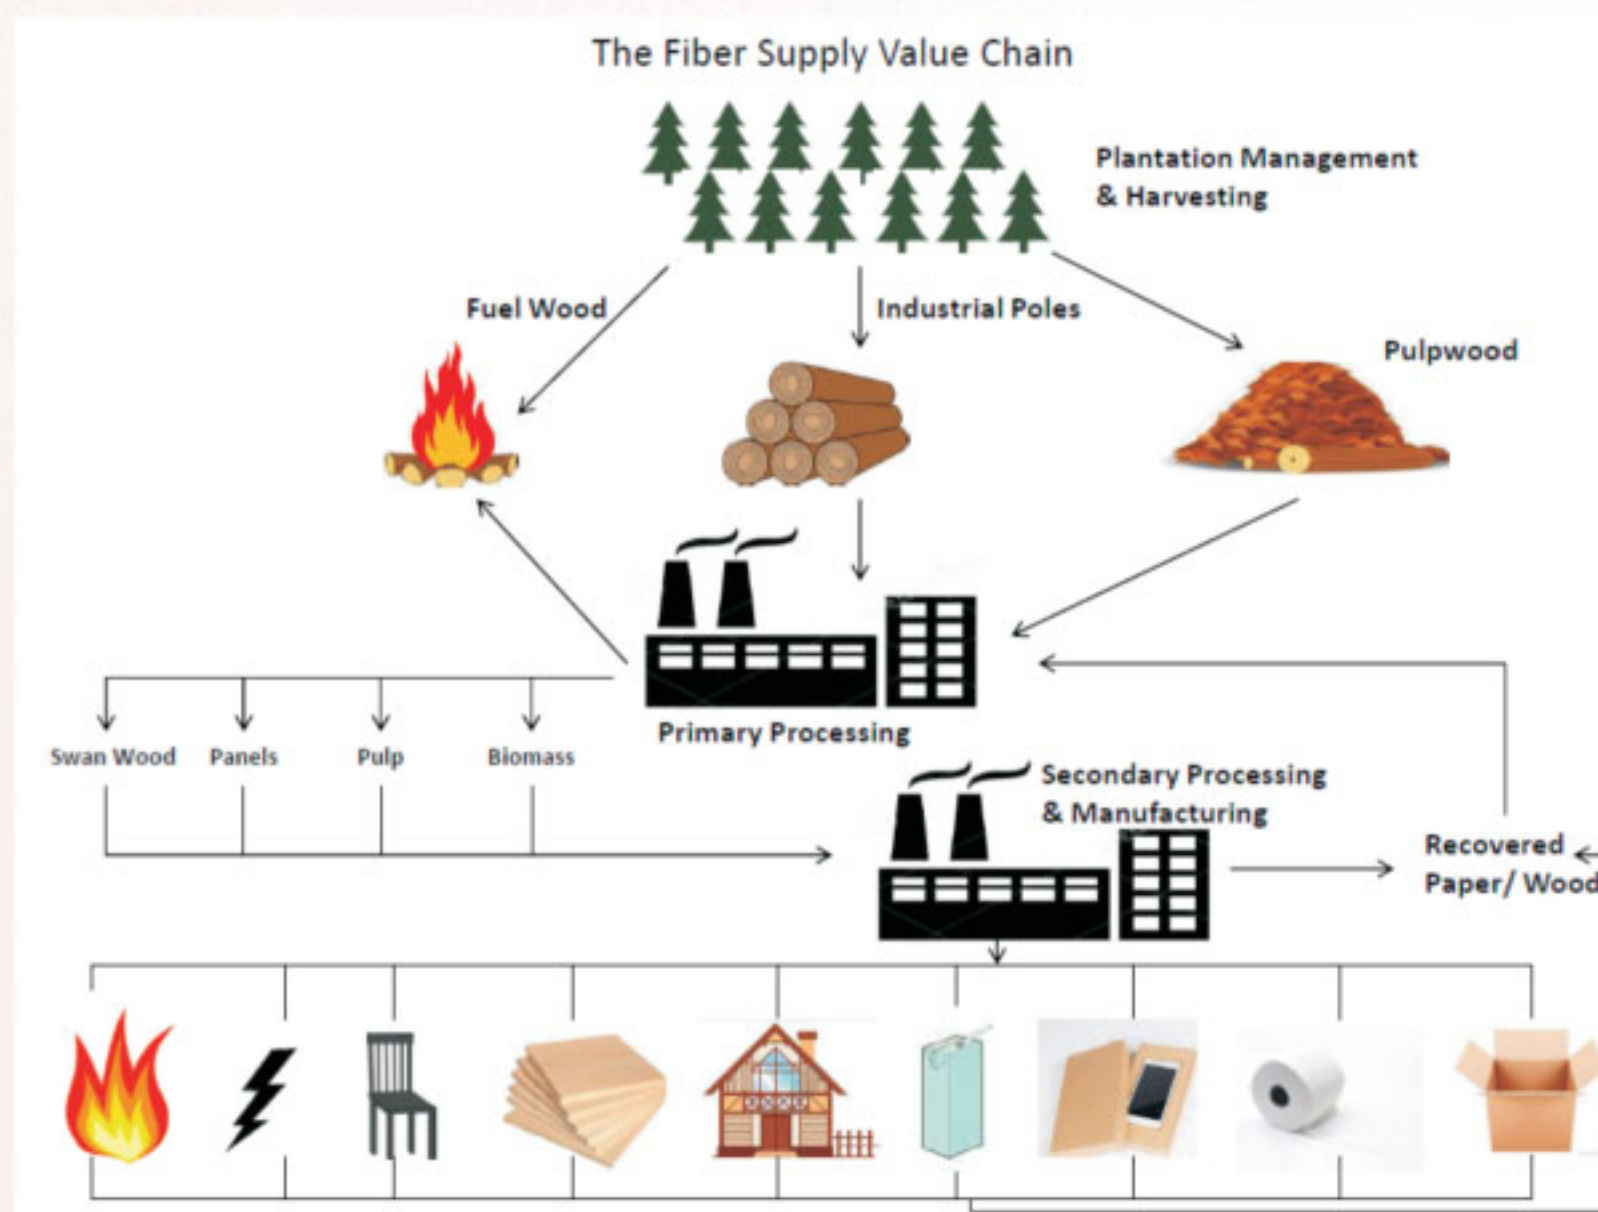 The Fiber Supply Value Chain
Plantation Management
& Harvesting
Fuel Wood
Industrial Poles
Pulpwood
Primary Processing
Swan Wood
Panels
Pulp
Biomass
Secondary Processing
& Manufacturing
Recovered
Paper/ Wood